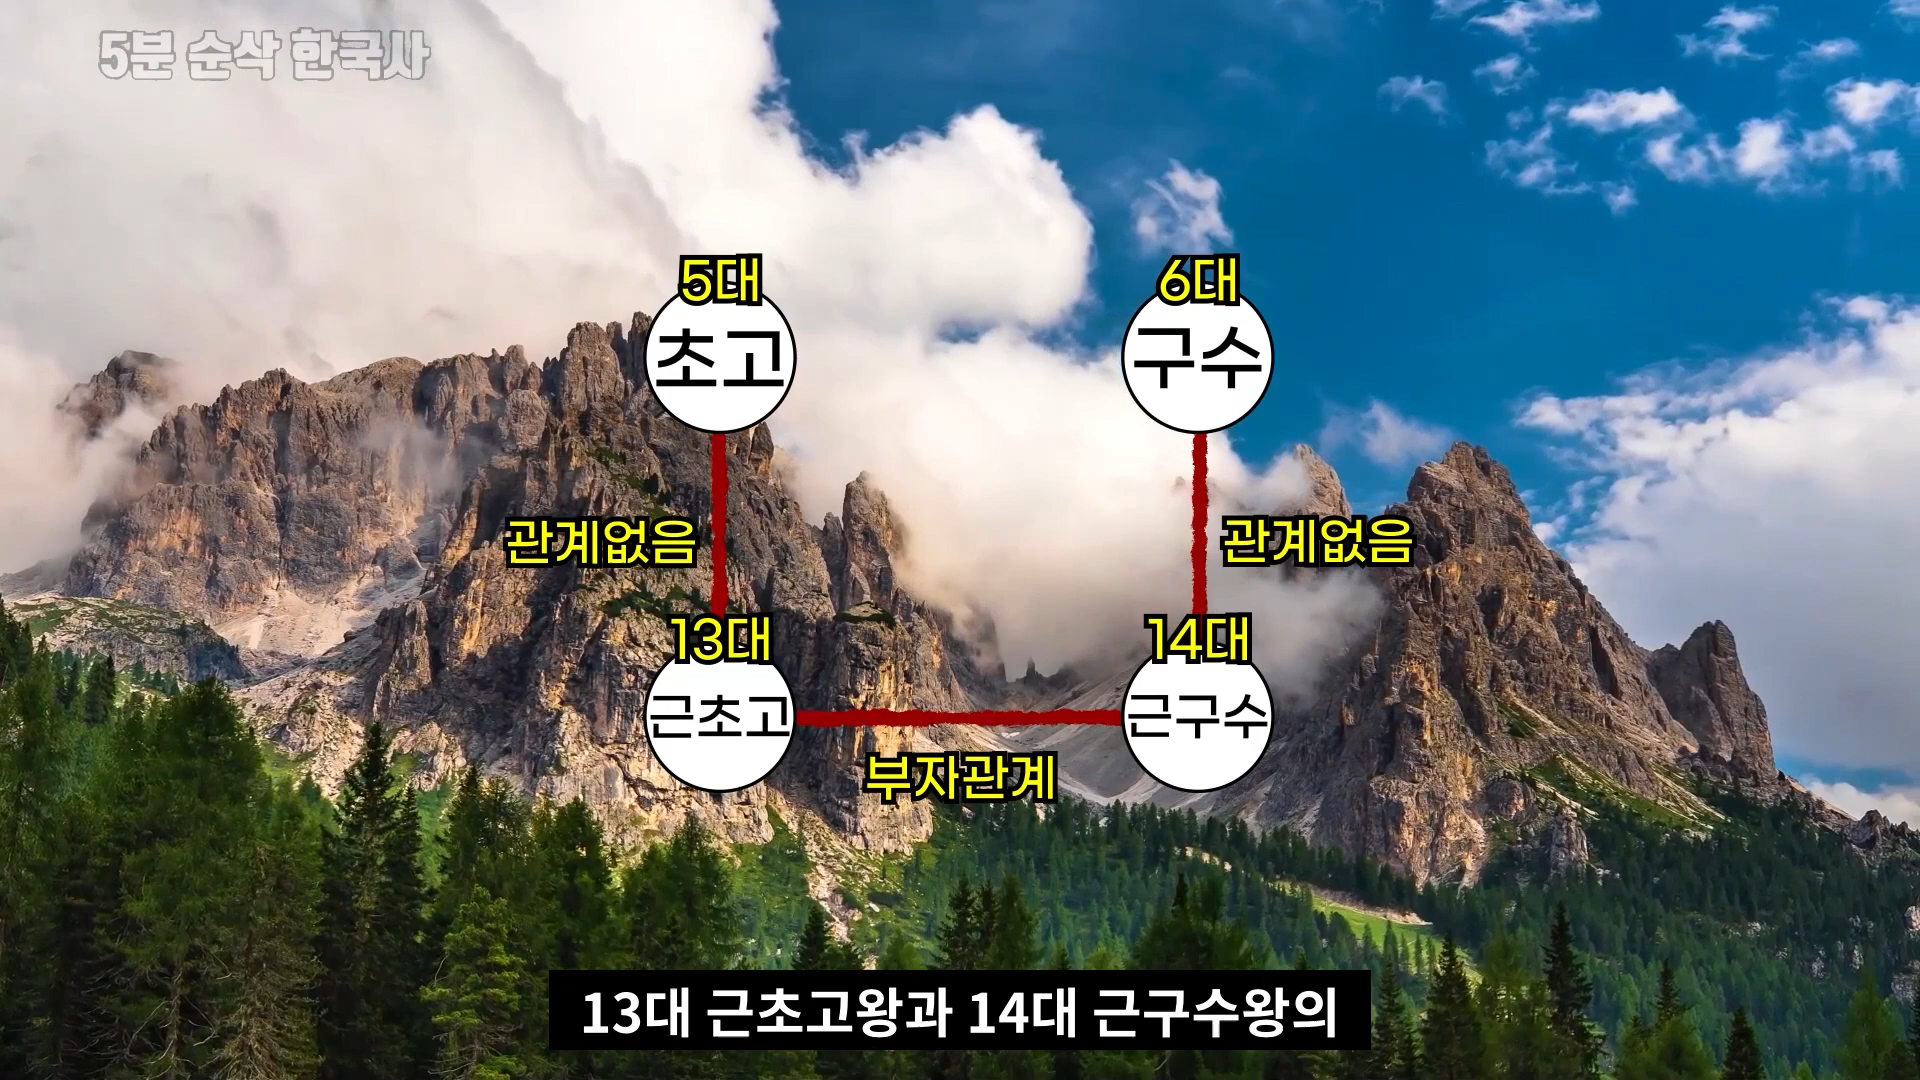 5분 순삭 한국사
5대
초고
6대
구수
관계없음
관계없음
13대
근초고
14대
근구수
부자관계
13대 근초고왕과 14대 근구수왕의